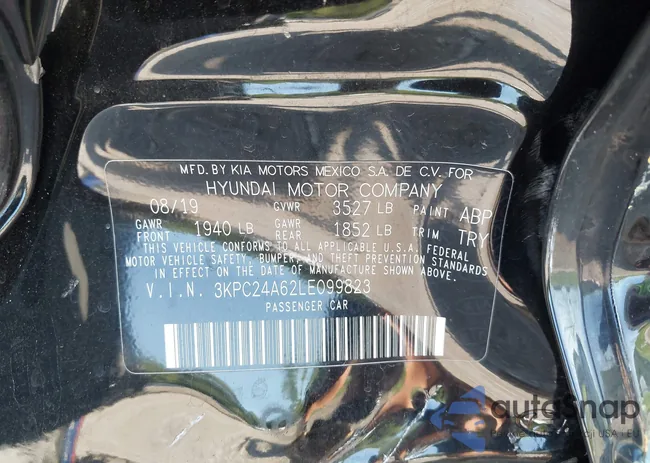 MFD. BY KIA MOTORS MEXICO S.A. DE C.V. FOR
HYUNDAI MOTOR COMPANY
08/19 GVWR 3527 LB PAINT ABP
GAWR FRONT 1940 LB GAWR REAR 1852 LB TRIM TRY
THIS VEHICLE CONFORMS TO ALL APPLICABLE U.S.A. FEDERAL
MOTOR VEHICLE SAFETY, BUMPER, AND THEFT PREVENTION STANDARDS
IN EFFECT ON THE DATE OF MANUFACTURE SHOWN ABOVE.
V.I.N. 3KPC24A62LE099823
PASSENGER CAR
autosnap
USA - EU